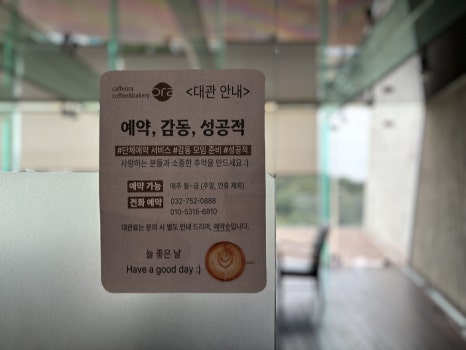 caffeora
coffee&bakery
ora
<대관 안내>
예약, 감동, 성공적
#단체예약 서비스 #감동 모임 준비 #성공적
사랑하는 분들과 소중한 추억을 만드세요 :)
예약 가능 매주 월~금 (주말, 연휴 제외)
전화 예약 032-752-0888
010-5315-6810
대관료는 문의 시 별도 안내 드리며, 예약순입니다.
늘 좋은 날
Have a good day :)